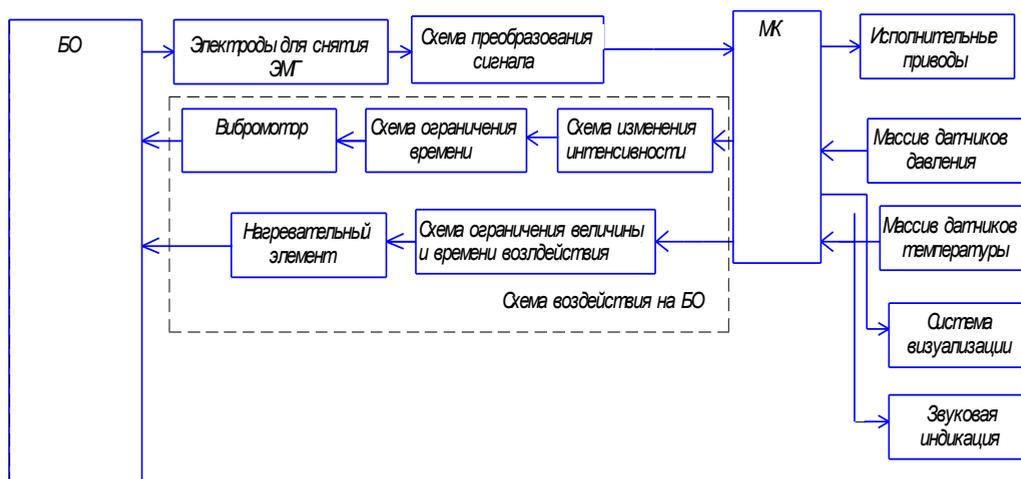 БО
Электроды для снятия
ЭМГ
Схема преобразования
сигнала
МК
Исполнительные
приводы
Вибромотор
Схема ограничения
времени
Схема изменения
интенсивности
Массив датчиков
давления
Нагревательный
элемент
Схема ограничения величины
и времени возлдействия
Массив датчиков
температуры
Схема воздействия на БО
Система
визуализации
Звуковая
индикация